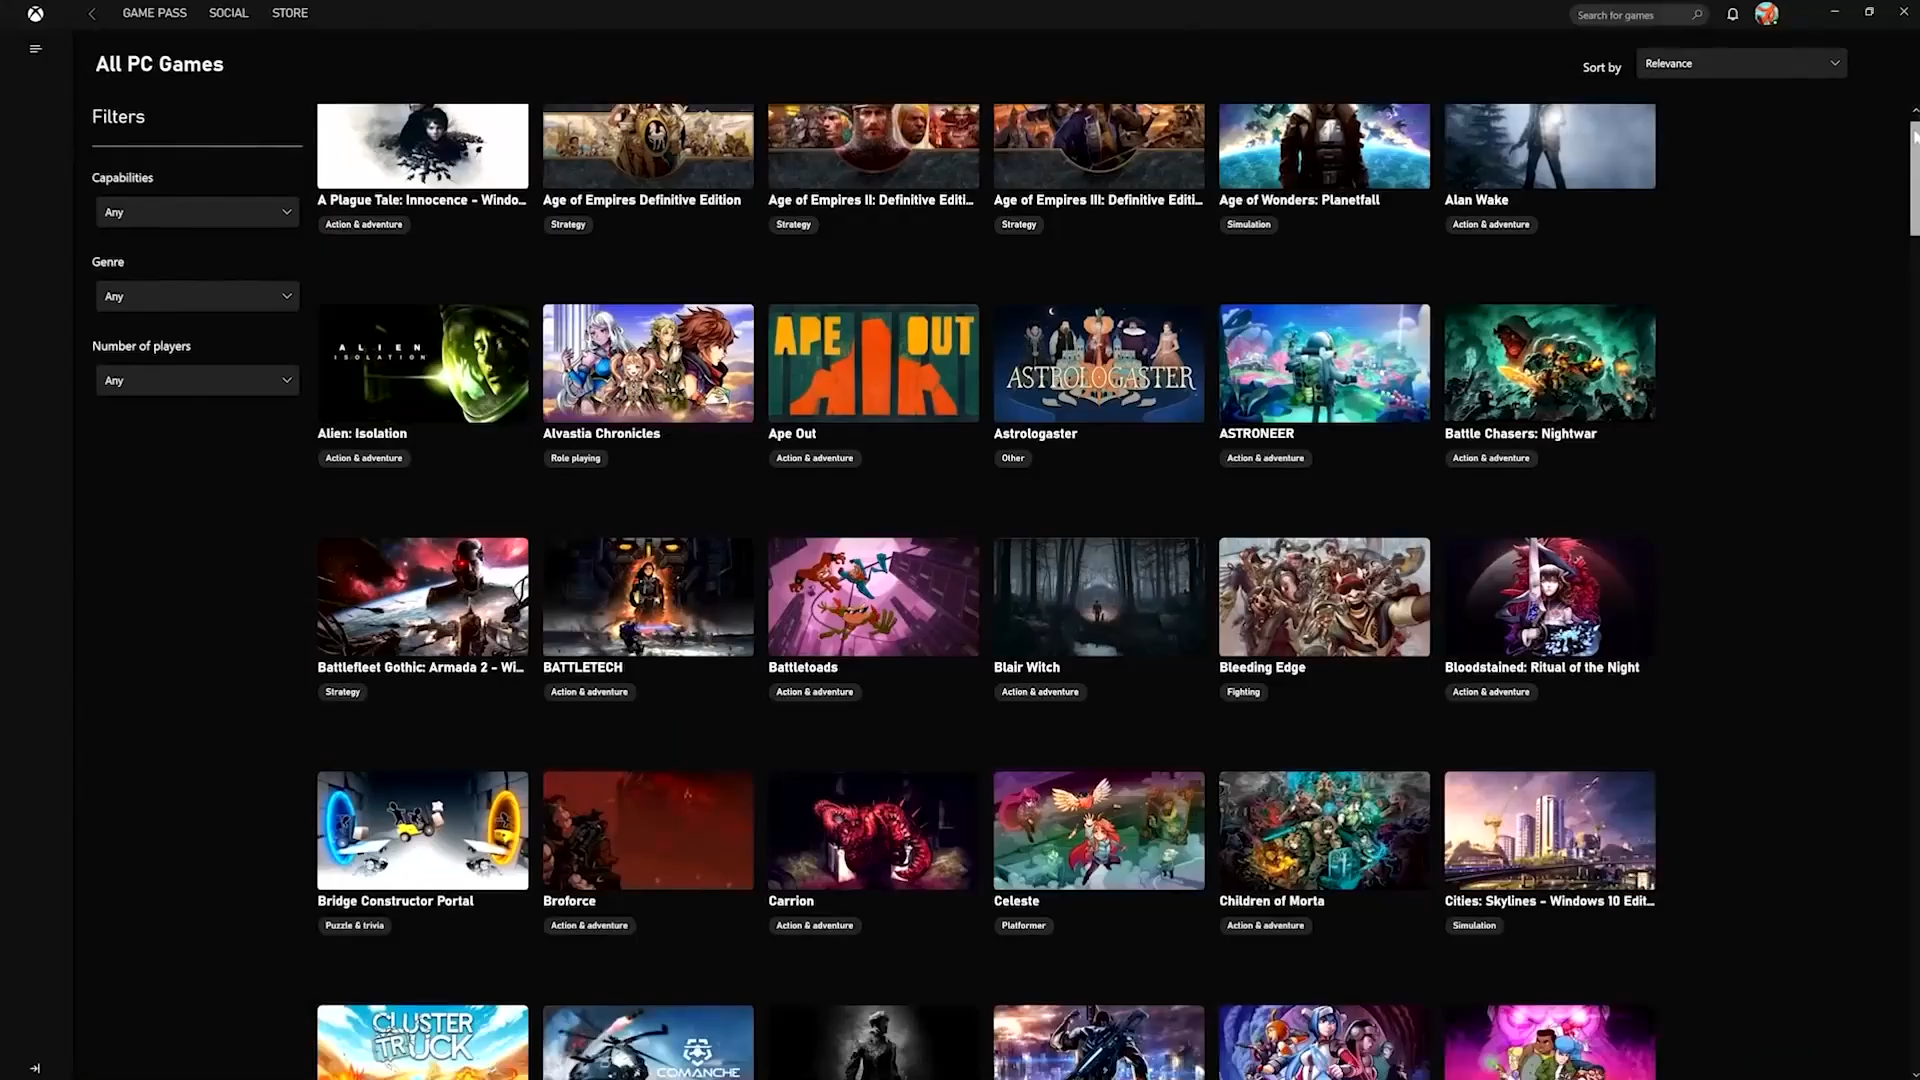 GAME PASS
SOCIAL
STORE
Search for games
All PC Games
Sort by
Relevance
Filters
Capabilities
Any
Genre
Any
Number of players
Any
A Plague Tale: Innocence - Windo...
Action & adventure
Age of Empires Definitive Edition
Strategy
Age of Empires II: Definitive Editi...
Strategy
Age of Empires III: Definitive Editi...
Strategy
Age of Wonders: Planetfall
Simulation
Alan Wake
Action & adventure
ALIEN
ISOLATION
Alien: Isolation
Action & adventure
Alvastia Chronicles
Role playing
APE OUT
Ape Out
Action & adventure
ASTROLOGASTER
Astrologaster
Other
ASTRONEER
Action & adventure
Battle Chasers: Nightwar
Action & adventure
Battlefleet Gothic: Armada 2 - Wi...
Strategy
BATTLETECH
Action & adventure
Battletoads
Action & adventure
Blair Witch
Action & adventure
Bleeding Edge
Fighting
Bloodstained: Ritual of the Night
Action & adventure
Bridge Constructor Portal
Puzzle & trivia
Broforce
Action & adventure
Carrion
Action & adventure
Celeste
Platformer
Children of Morta
Action & adventure
Cities: Skylines - Windows 10 Edit...
Simulation
CLUSTER
TRUCK
COMANCHE